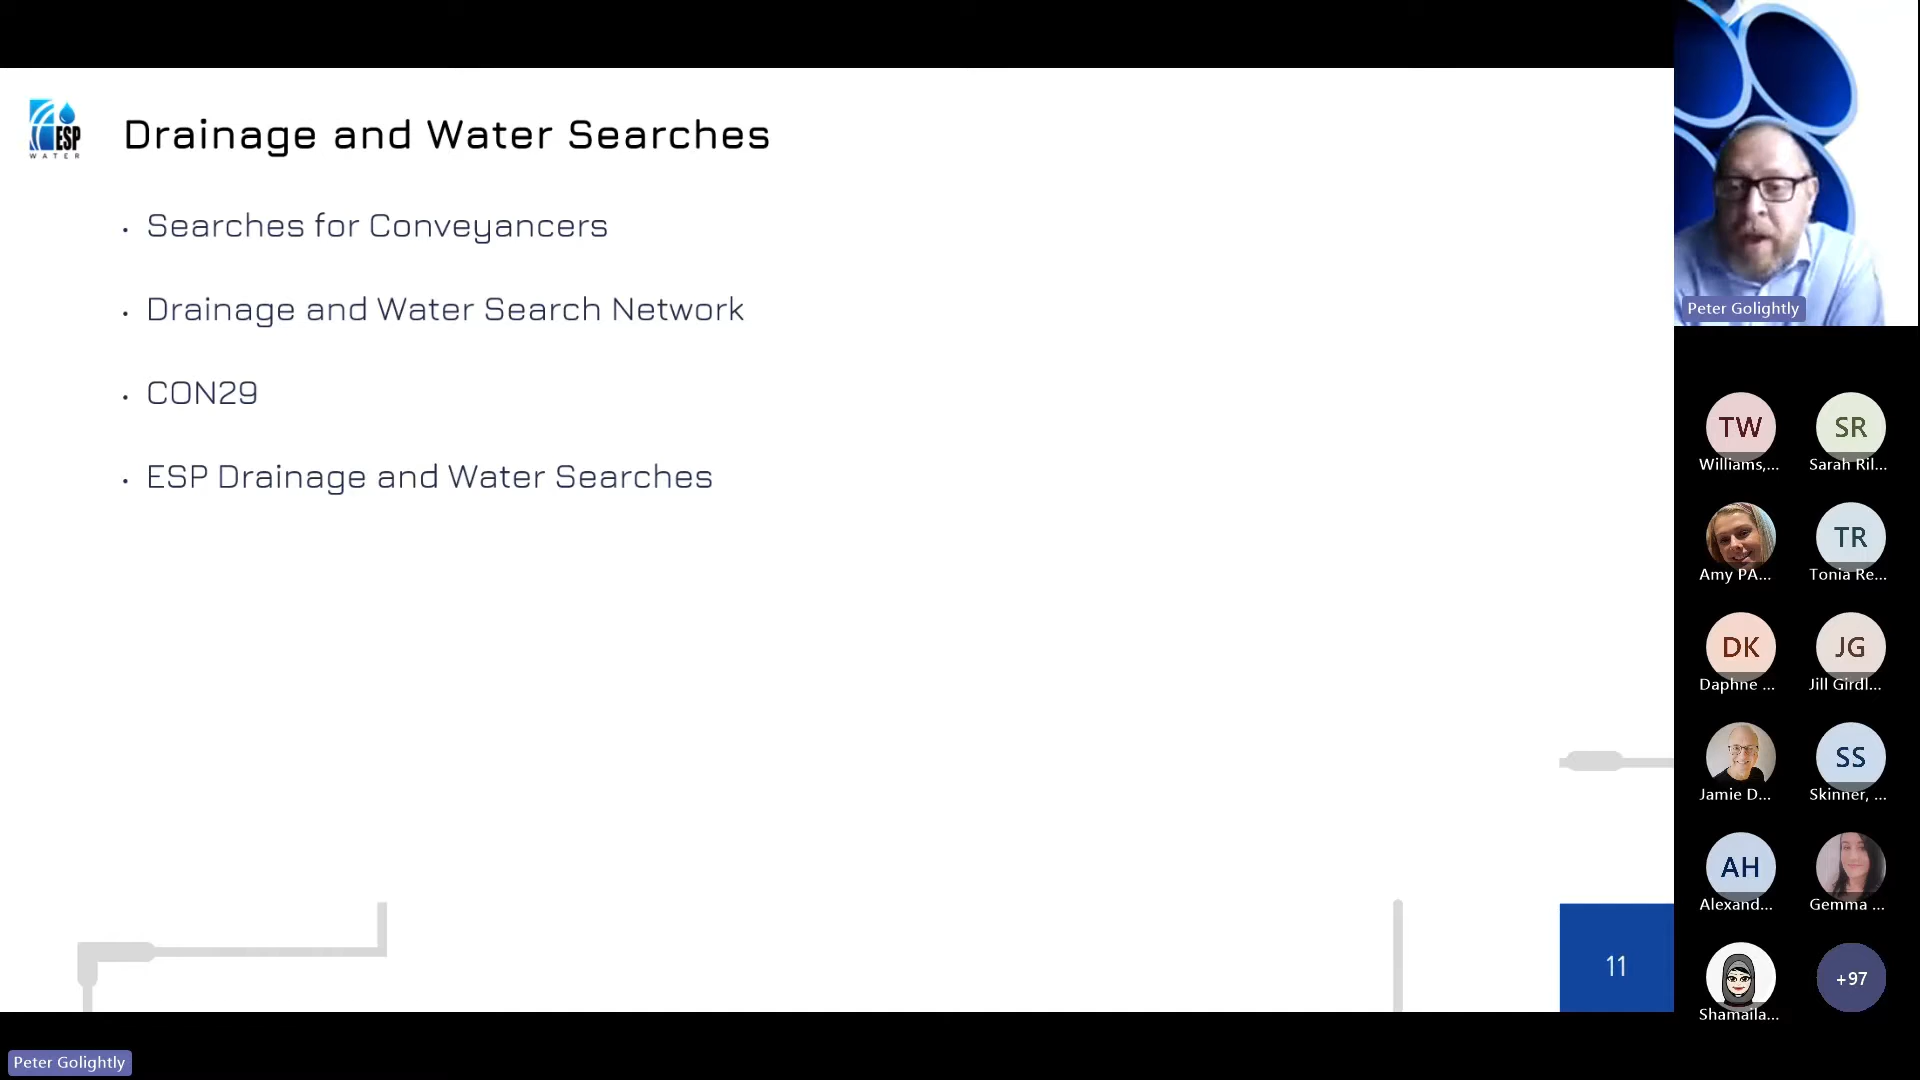 ESP
WATER
Drainage and Water Searches
• Searches for Conveyancers
• Drainage and Water Search Network
• CON29
• ESP Drainage and Water Searches
11
Peter Golightly
TW
Williams,...
SR
Sarah Ril...
Amy PA...
TR
Tonia Re...
DK
Daphne ...
JG
Jill Girdl...
Jamie D...
SS
Skinner, ...
AH
Alexand...
Gemma ...
Shamaila...
+97
Peter Golightly